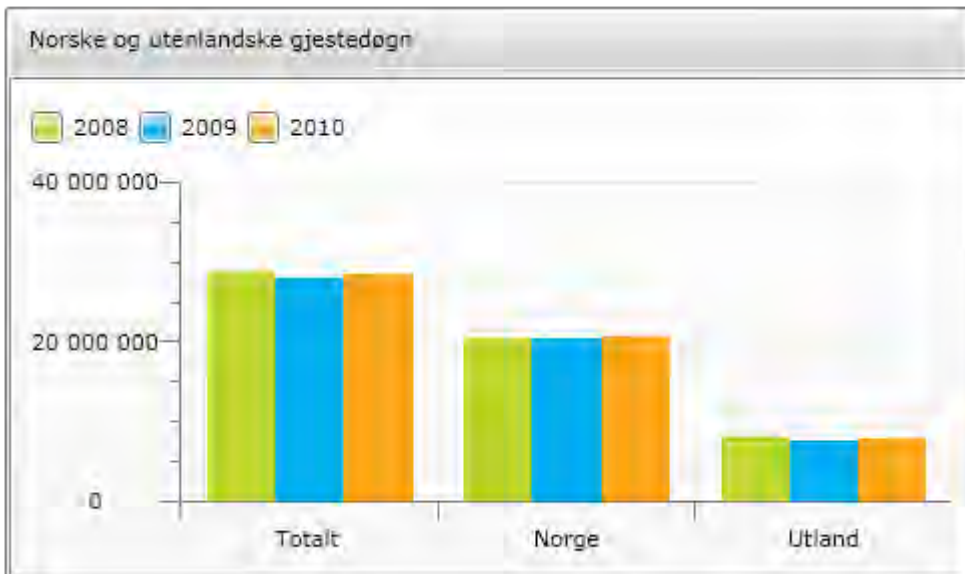 Norske og utenlandske gjestedøgn
2008 2009 2010
40 000 000
20 000 000
0
Totalt Norge Utland